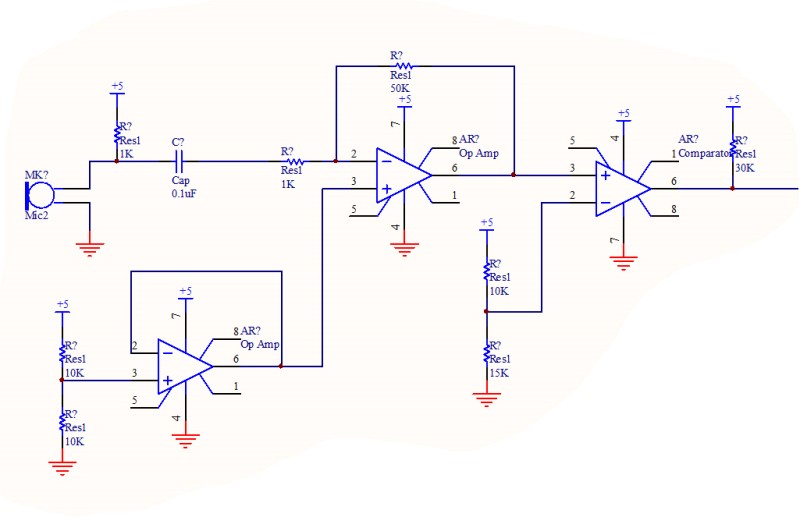 R?
Res1
50K
+5
+5
+5
+5
7
R?
Res1
1K
C?
Cap
0.1uF
R?
Res1
1K
2
3
5
8
AR?
Op Amp
6
1
4
5
4
AR?
Comparator
1
R?
Res1
30K
3
2
6
8
7
MK?
Mic2
+5
R?
Res1
10K
R?
Res1
15K
+5
+5
7
8
AR?
Op Amp
2
3
5
6
1
4
R?
Res1
10K
R?
Res1
10K